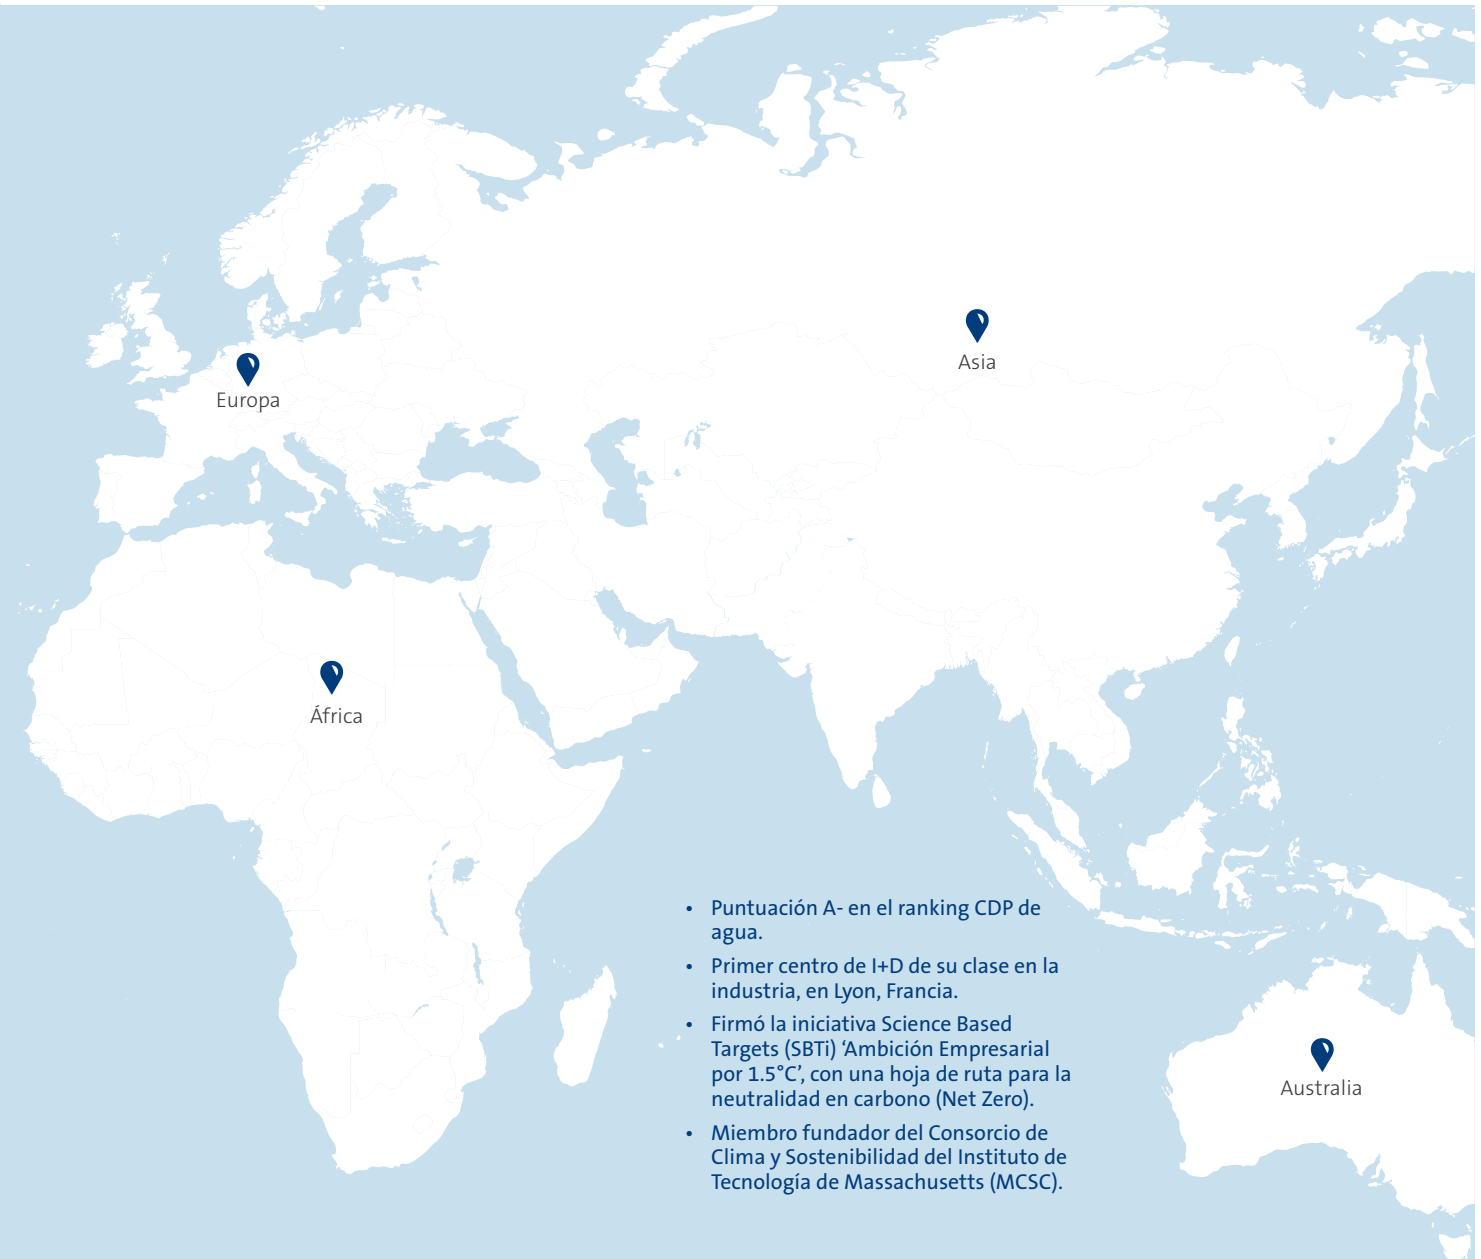 Asia
Europa
África
• Puntuación A- en el ranking CDP de
agua.
• Primer centro de I+D de su clase en la
industria, en Lyon, Francia.
• Firmó la iniciativa Science Based
Targets (SBTi) ‘Ambición Empresarial
por 1.5°C’, con una hoja de ruta para la
neutralidad en carbono (Net Zero).
• Miembro fundador del Consorcio de
Clima y Sostenibilidad del Instituto de
Tecnología de Massachusetts (MCSC).
Australia